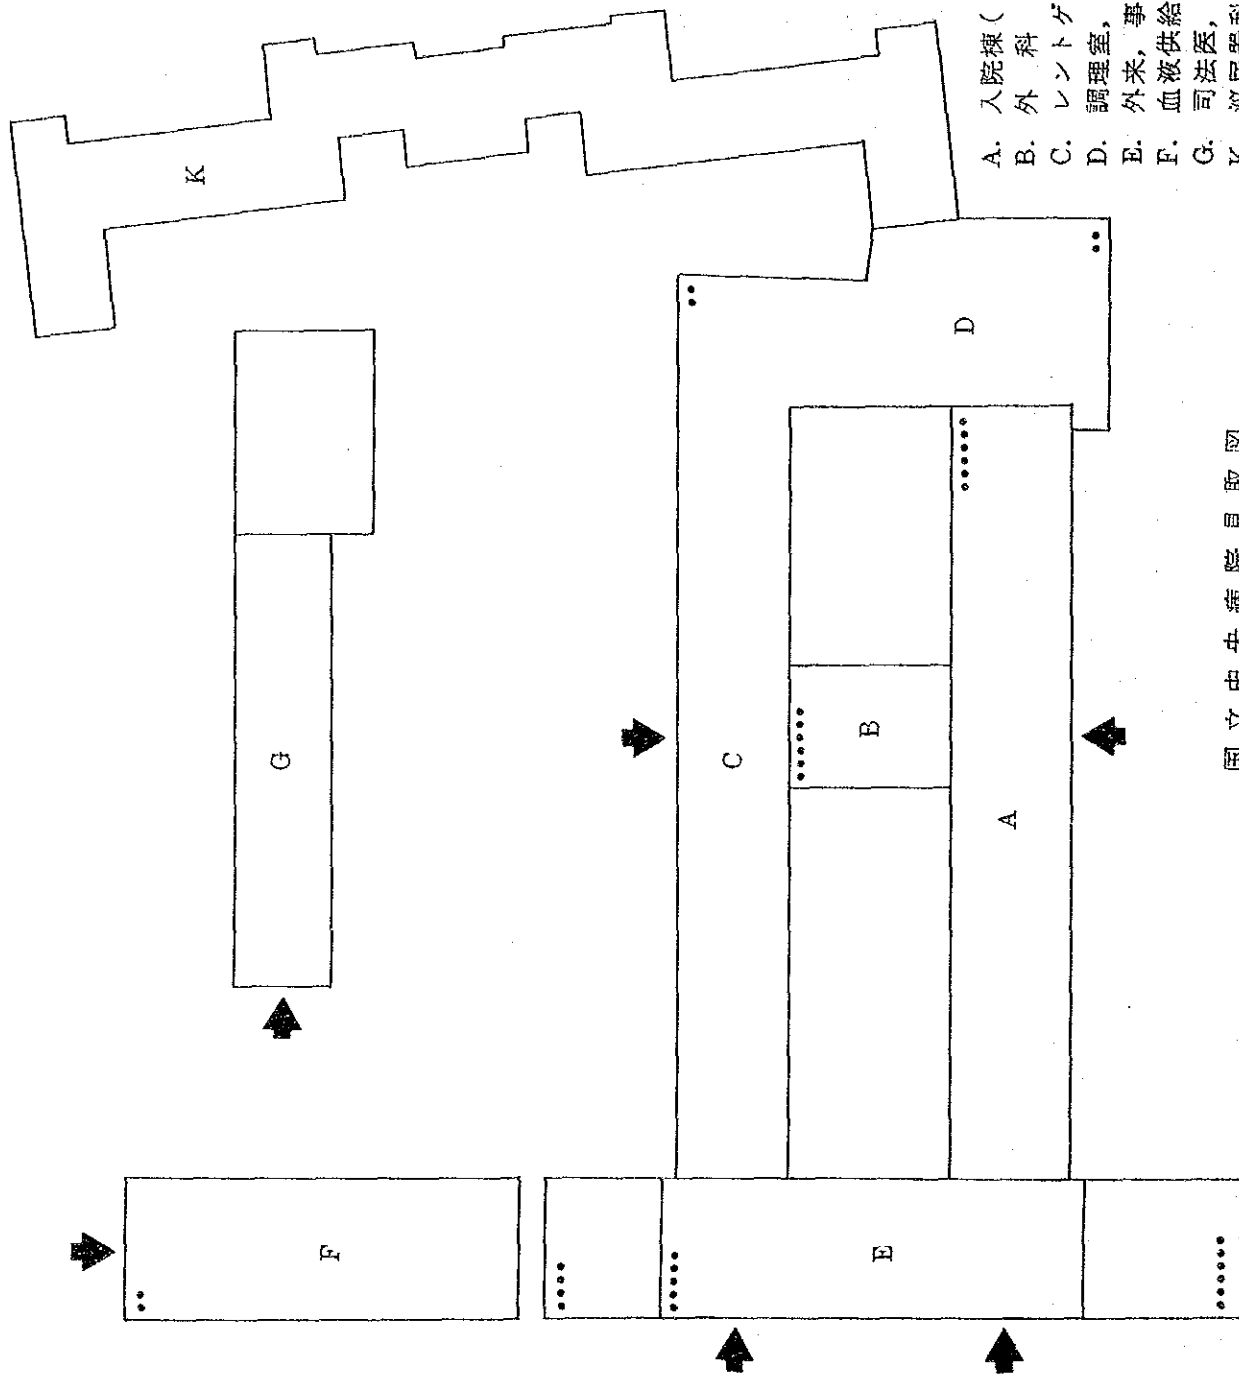 K
G
D
C
B
A
F
E
A. 入院棟(
B. 外科
C. レントゲ
D. 調理室,
E. 外来, 事
F. 血液供給
G. 司法医,
K.
国立中央病院見取図